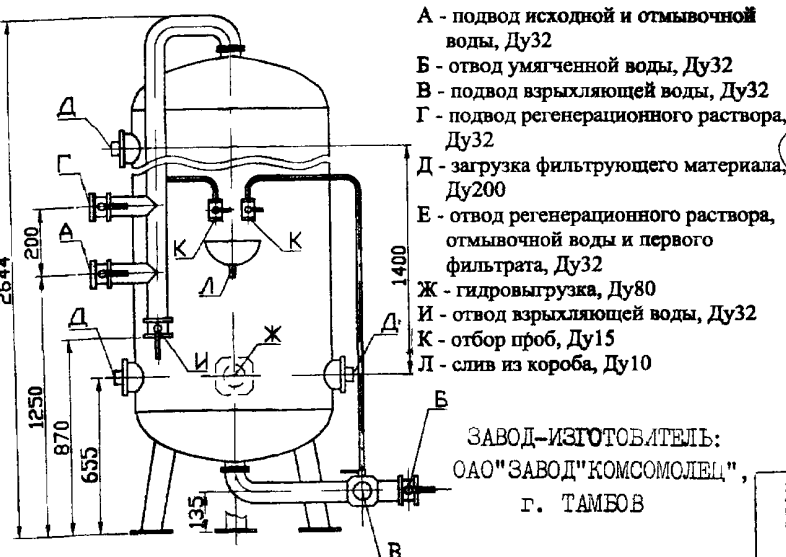 А - подвод исходной и отмывочной
воды, Ду32
Б - отвод умягченной воды, Ду32
В - подвод взрыхляющей воды, Ду32
Г - подвод регенерационного раствора,
Ду32
Д - загрузка фильтрующего материала,
Ду200
Е - отвод регенерационного раствора,
отмывочной воды и первого
фильтрата, Ду32
Ж - гидровыгрузка, Ду80
И - отвод взрыхляющей воды, Ду32
К - отбор проб, Ду15
Л - слив из короба, Ду10
ЗАВОД-ИЗГОТОВИТЕЛЬ:
ОАО"ЗАВОД"КОМСОМОЛЕЦ",
г. ТАМБОВ
Д
Г
А
Д
К
К
Л
И
Ж
Д
Б
В
2644
200
1250
870
655
135
1400